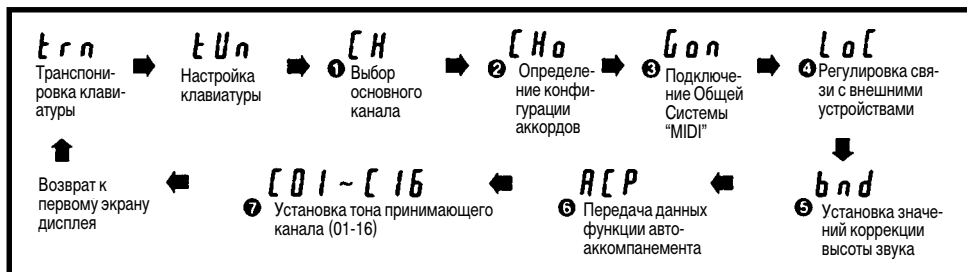 trn
Транспони-
ровка клави-
атуры
tUn
Настройка
клавиатуры
CH
❶ Выбор
основного
канала
CHo
❷ Определе-
ние конфи-
гурации
аккордов
Gon
❸ Подключе-
ние Общей
Системы
“MIDI”
LoC
❹ Регулировка свя-
зи с внешними
устройствами
bnd
❺ Установка значе-
ний коррекции
высоты звука
ACP
❻ Передача данных
функции авто-
аккомпанемента
C01 ~ C16
❼ Установка тона принимающего
канала (01-16)
Возврат к
первому экрану
дисплея